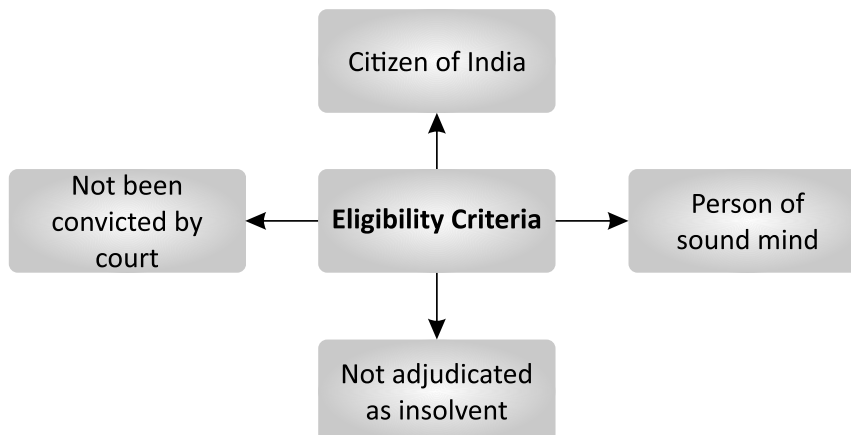 Citizen of India
Not been
convicted by
court
Eligibility Criteria
Person of
sound mind
Not adjudicated
as insolvent